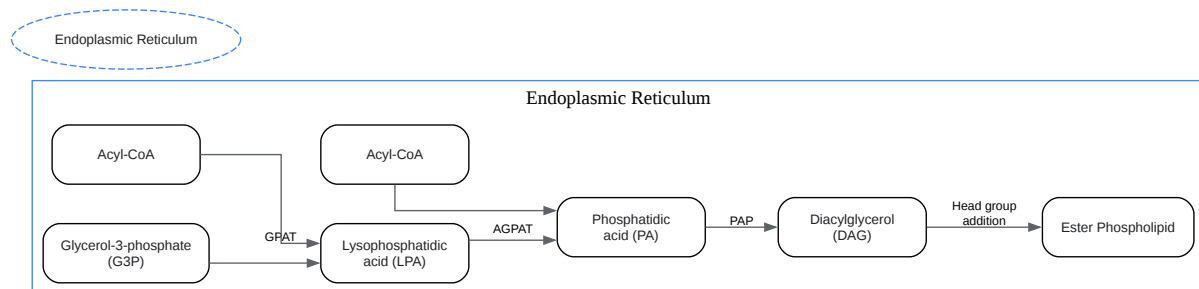 Endoplasmic Reticulum
Endoplasmic Reticulum
Acyl-CoA
Acyl-CoA
Glycerol-3-phosphate
(G3P)
GPAT
Lysophosphatidic
acid (LPA)
AGPAT
Phosphatidic
acid (PA)
PAP
Diacylglycerol
(DAG)
Head group
addition
Ester Phospholipid